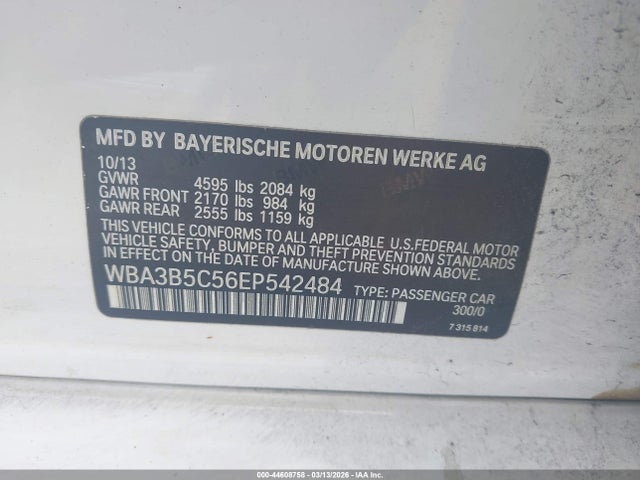 MFD BY BAYERISCHE MOTOREN WERKE AG
10/13
GVWR 4595 lbs 2084 kg
GAWR FRONT 2170 lbs 984 kg
GAWR REAR 2555 lbs 1159 kg
THIS VEHICLE CONFORMS TO ALL APPLICABLE U.S.FEDERAL MOTOR
VEHICLE SAFETY, BUMPER AND THEFT PREVENTION STANDARDS
IN EFFECT ON THE DATE OF MANUFACTURE SHOWN ABOVE.
WBA3B5C56EP542484 TYPE: PASSENGER CAR
300/0
7 315 814
000-44608758 - 03/13/2026 - IAAI.COM